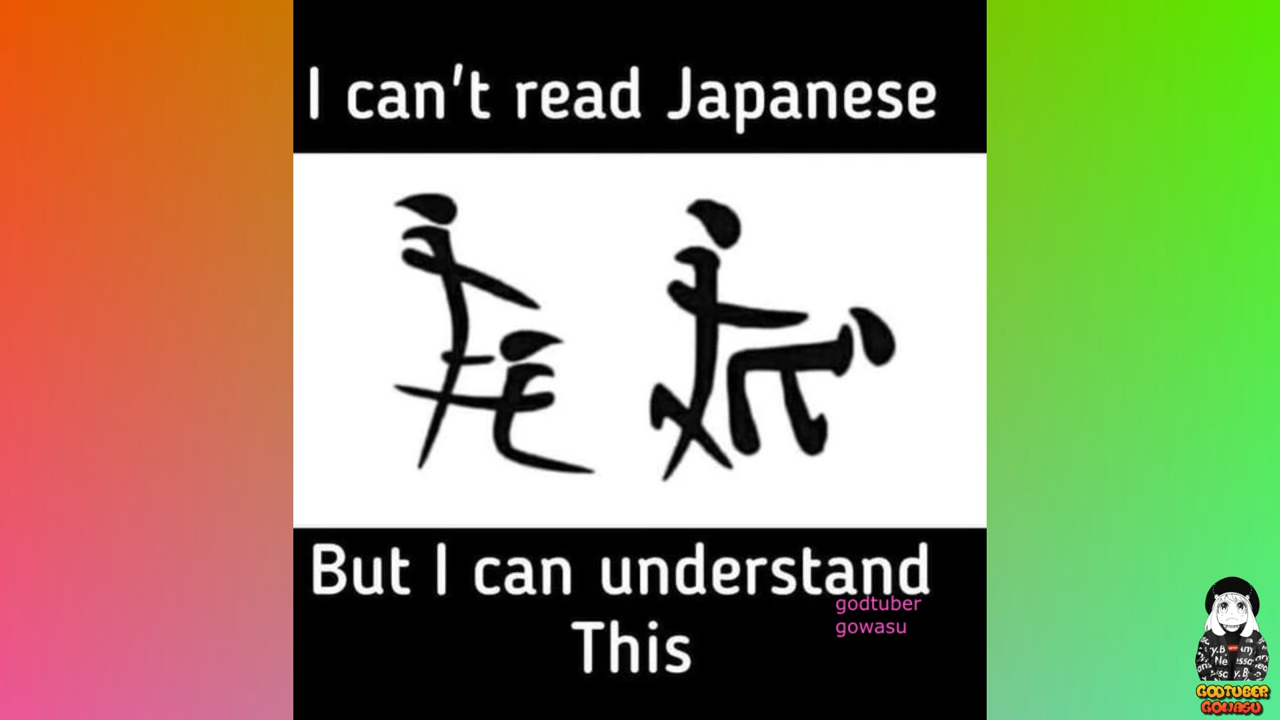 I can't read Japanese
But I can understand
This
godtuber
gowasu
GODTUBER
GOWASU